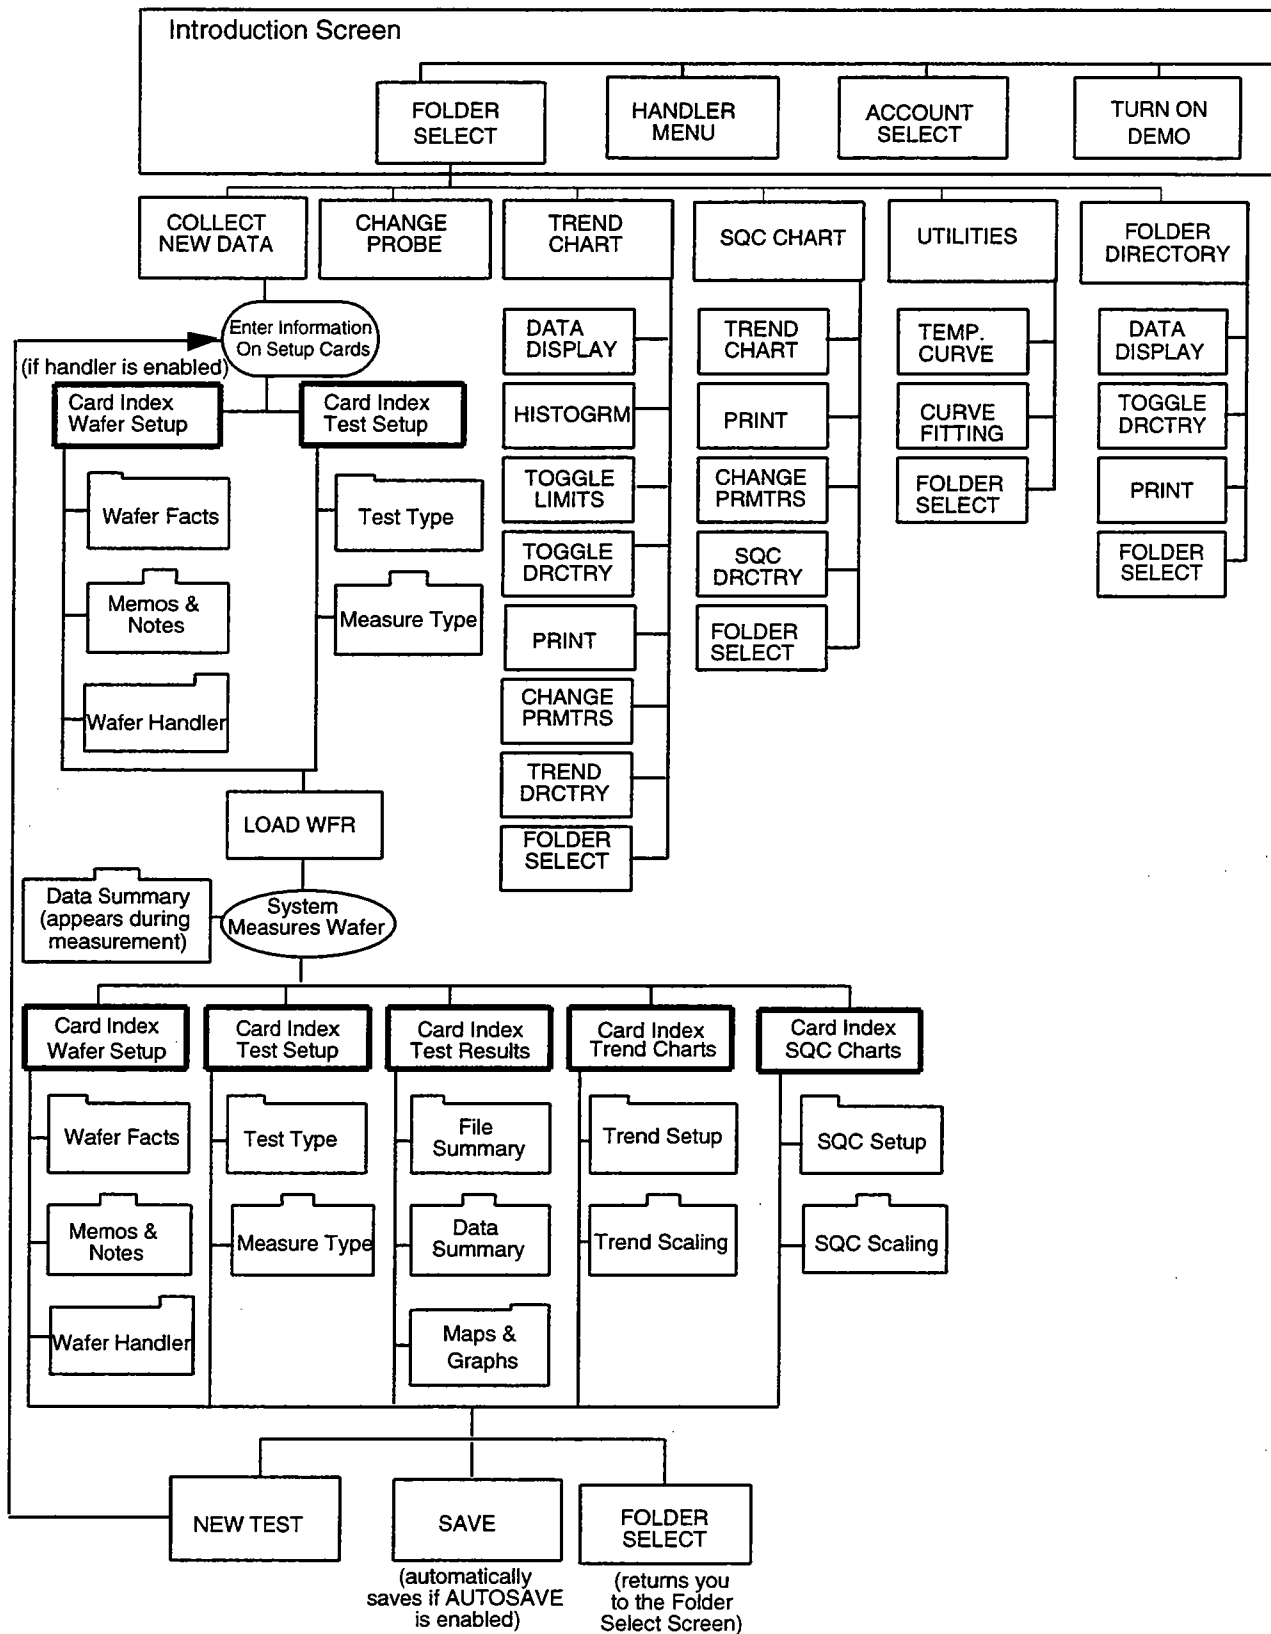 Introduction Screen
FOLDER
SELECT
HANDLER
MENU
ACCOUNT
SELECT
TURN ON
DEMO
COLLECT
NEW DATA
CHANGE
PROBE
TREND
CHART
SQC CHART
UTILITIES
FOLDER
DIRECTORY
Enter Information
On Setup Cards
(if handler is enabled)
Card Index
Wafer Setup
Card Index
Test Setup
Wafer Facts
Memos &
Notes
Wafer Handler
Test Type
Measure Type
DATA
DISPLAY
HISTOGRM
TOGGLE
LIMITS
TOGGLE
DRCTRY
PRINT
CHANGE
PRMTRS
TREND
DRCTRY
FOLDER
SELECT
TREND
CHART
PRINT
CHANGE
PRMTRS
SQC
DRCTRY
FOLDER
SELECT
TEMP.
CURVE
CURVE
FITTING
FOLDER
SELECT
DATA
DISPLAY
TOGGLE
DRCTRY
PRINT
FOLDER
SELECT
LOAD WFR
Data Summary
(appears during
measurement)
System
Measures Wafer
Card Index
Wafer Setup
Card Index
Test Setup
Card Index
Test Results
Card Index
Trend Charts
Card Index
SQC Charts
Wafer Facts
Memos &
Notes
Wafer Handler
Test Type
Measure Type
File
Summary
Data
Summary
Maps &
Graphs
Trend Setup
Trend Scaling
SQC Setup
SQC Scaling
NEW TEST
SAVE
FOLDER
SELECT
(automatically
saves if AUTOSAVE
is enabled)
(returns you
to the Folder
Select Screen)